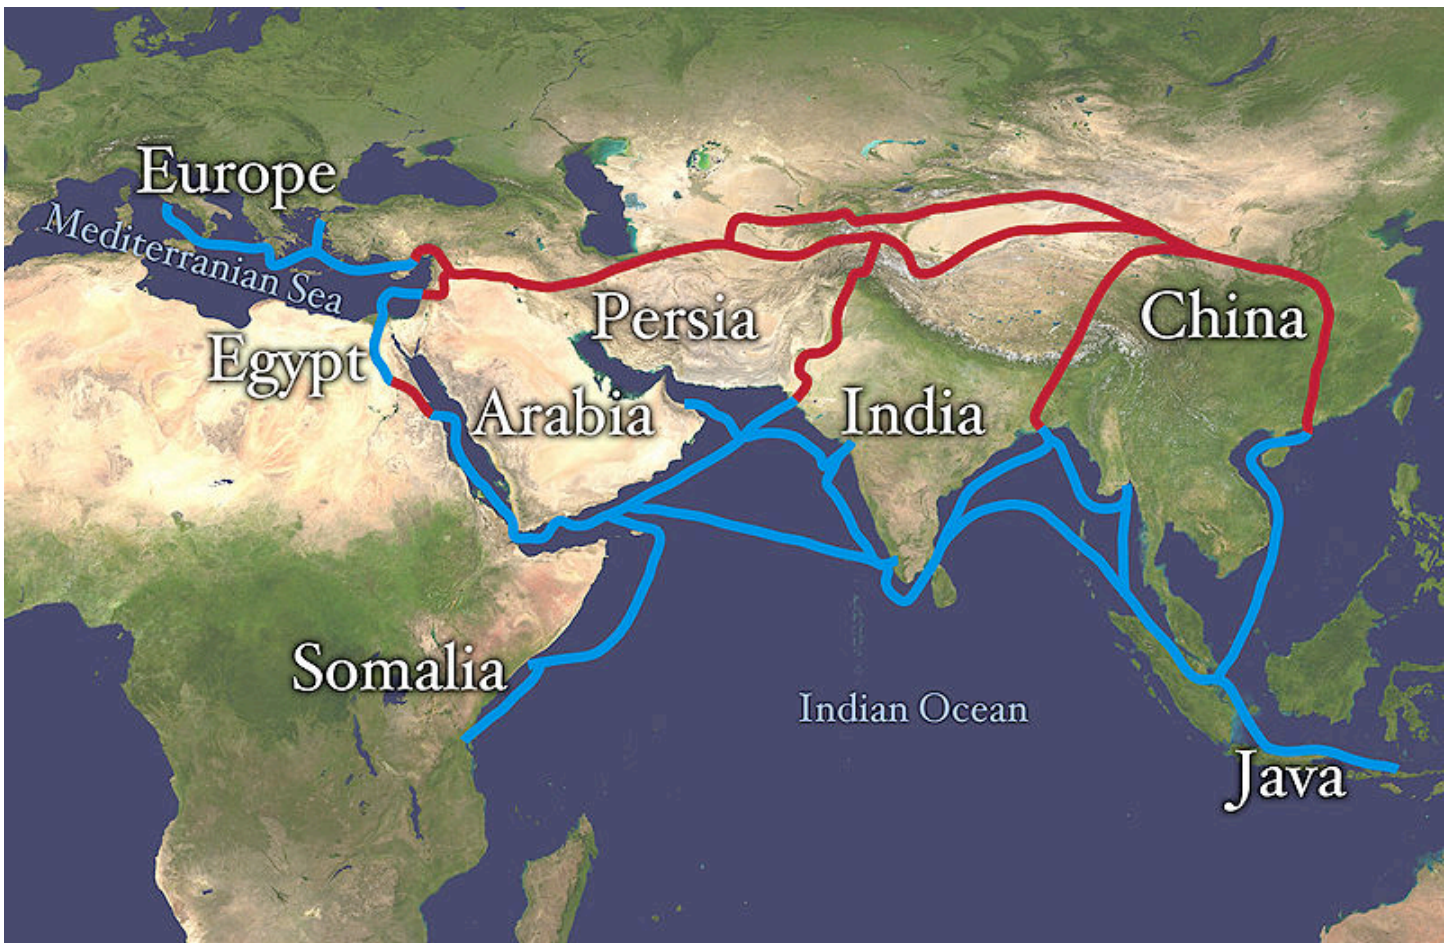 Europe
Mediterranian Sea
Persia
China
Egypt
Arabia
India
Somalia
Indian Ocean
Java